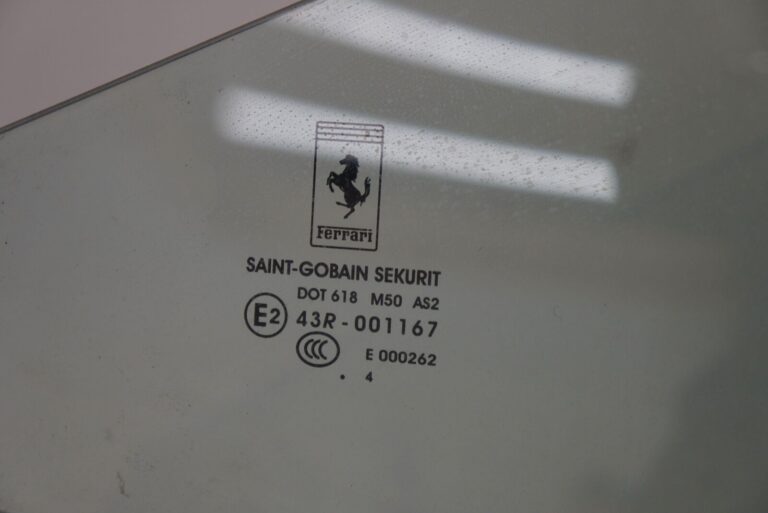 Ferrari
SAINT-GOBAIN SEKURIT
DOT 618 M50 AS2
E2 43R-001167
CCC E 000262
. 4